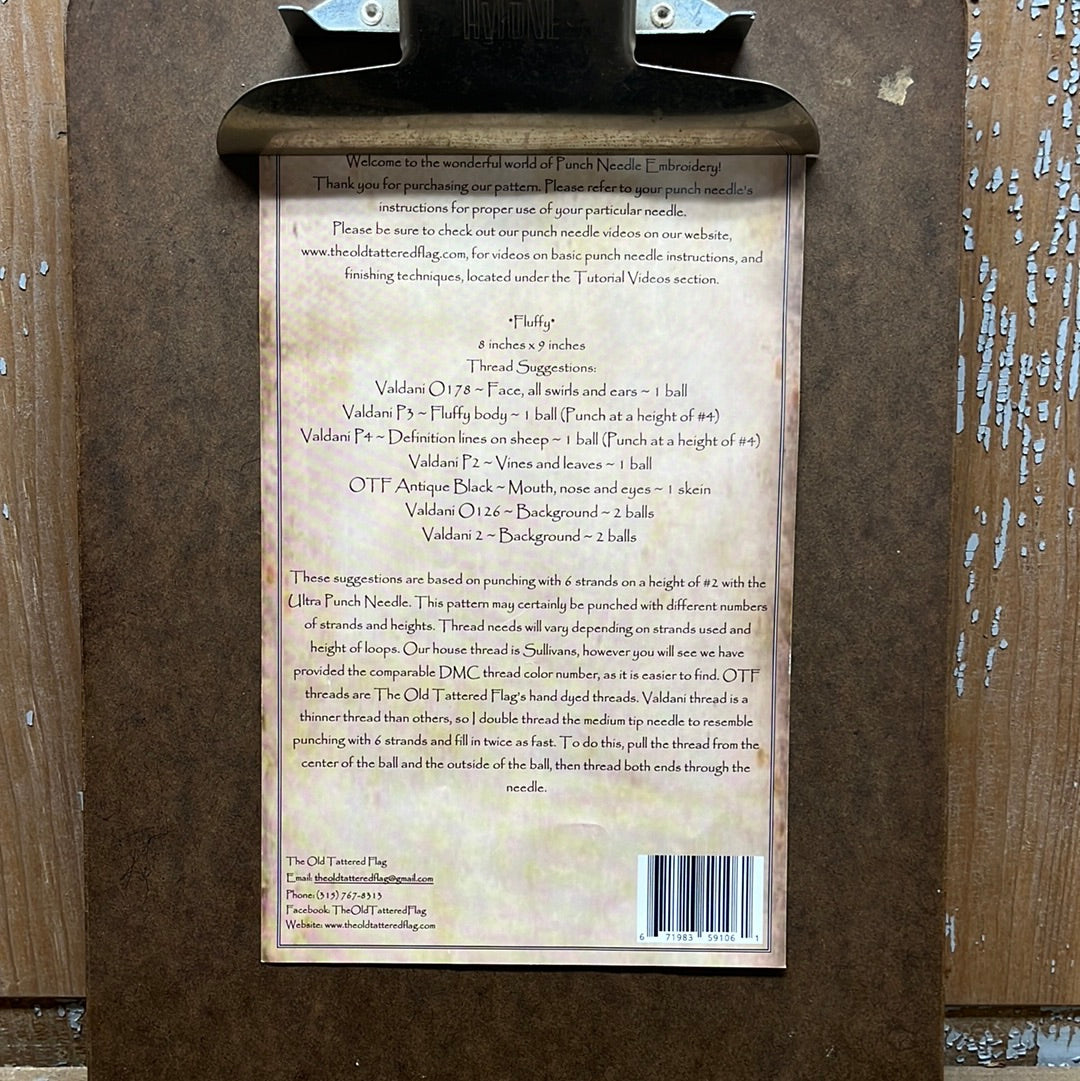 Welcome to the wonderful world of Punch Needle Embroidery!
Thank you for purchasing our pattern. Please refer to your punch needle's
instructions for proper use of your particular needle.
Please be sure to check out our punch needle videos on our website,
www.theoldtatteredflag.com, for videos on basic punch needle instructions, and
finishing techniques, located under the Tutorial Videos section.
*Fluffy*
8 inches x 9 inches
Thread Suggestions:
Valdani O178 ~ Face, all swirls and ears ~ 1 ball
Valdani P3 ~ Fluffy body ~ 1 ball (Punch at a height of #4)
Valdani P4 ~ Definition lines on sheep ~ 1 ball (Punch at a height of #4)
Valdani P2 ~ Vines and leaves ~ 1 ball
OTF Antique Black ~ Mouth, nose and eyes ~ 1 skein
Valdani O126 ~ Background ~ 2 balls
Valdani 2 ~ Background ~ 2 balls
These suggestions are based on punching with 6 strands on a height of #2 with the
Ultra Punch Needle. This pattern may certainly be punched with different numbers
of strands and heights. Thread needs will vary depending on strands used and
height of loops. Our house thread is Sullivans, however you will see we have
provided the comparable DMC thread color number, as it is easier to find. OTF
threads are The Old Tattered Flag's hand dyed threads. Valdani thread is a
thinner thread than others, so I double thread the medium tip needle to resemble
punching with 6 strands and fill in twice as fast. To do this, pull the thread from the
center of the ball and the outside of the ball, then thread both ends through the
needle.
The Old Tattered Flag
Email: theoldtatteredflag@gmail.com
Phone: (315) 767-8313
Facebook: TheOldTatteredFlag
Website: www.theoldtatteredflag.com
6 71983 59106 1